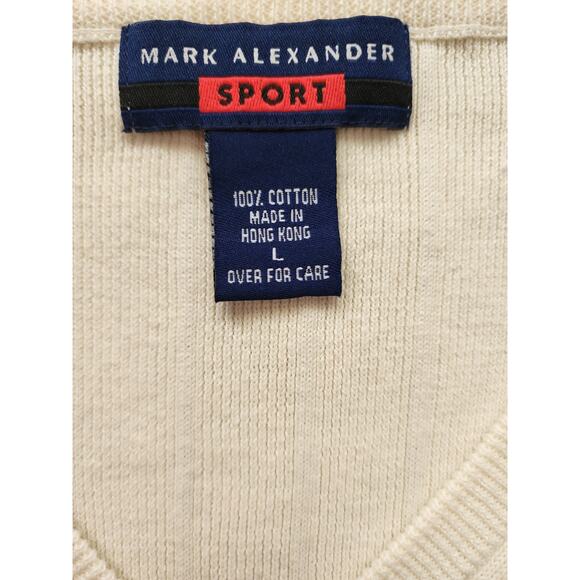 MARK ALEXANDER
SPORT
100% COTTON
MADE IN
HONG KONG
L
OVER FOR CARE